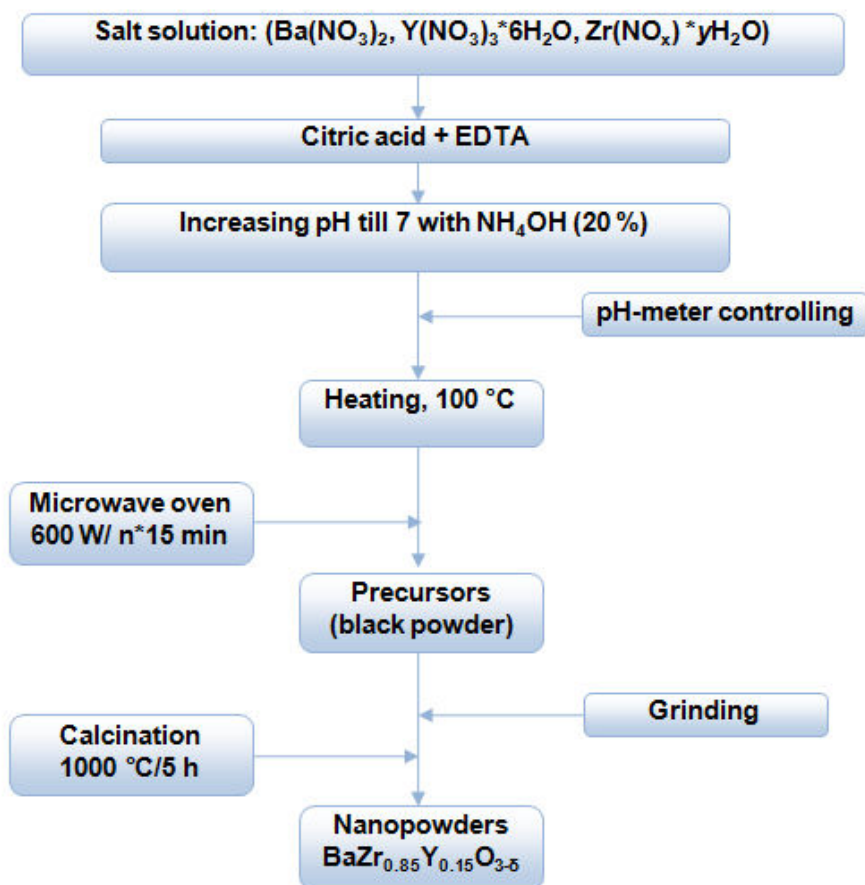 Salt solution: (Ba(NO₃)₂, Y(NO₃)₃*6H₂O, Zr(NOₓ) *yH₂O)
Citric acid + EDTA
Increasing pH till 7 with NH₄OH (20 %)
pH-meter controlling
Heating, 100 °C
Microwave oven
600 W/ n*15 min
Precursors
(black powder)
Grinding
Calcination
1000 °C/5 h
Nanopowders
BaZr₀.₈₅Y₀.₁₅O₃₋δ